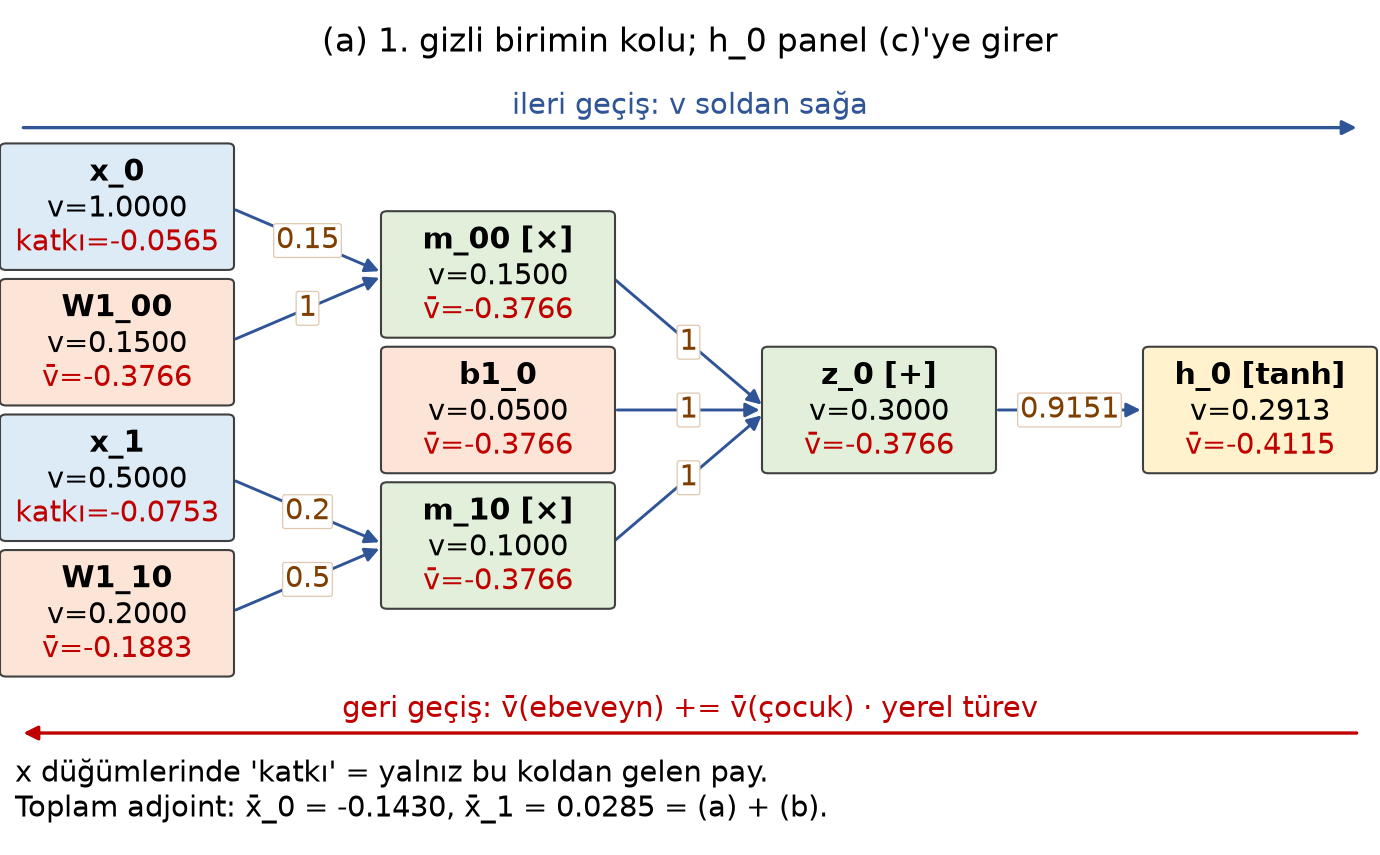 (a) 1. gizli birimin kolu; h_0 panel (c)'ye girer
ileri geçiş: v soldan sağa
x_0
v=1.0000
katkı=-0.0565
0.15
W1_00
v=0.1500
v̄=-0.3766
1
x_1
v=0.5000
katkı=-0.0753
0.2
W1_10
v=0.2000
v̄=-0.1883
0.5
m_00 [×]
v=0.1500
v̄=-0.3766
1
b1_0
v=0.0500
v̄=-0.3766
1
m_10 [×]
v=0.1000
v̄=-0.3766
1
z_0 [+]
v=0.3000
v̄=-0.3766
0.9151
h_0 [tanh]
v=0.2913
v̄=-0.4115
geri geçiş: v̄(ebeveyn) += v̄(çocuk) · yerel türev
x düğümlerinde 'katkı' = yalnız bu koldan gelen pay.
Toplam adjoint: x̄_0 = -0.1430, x̄_1 = 0.0285 = (a) + (b).